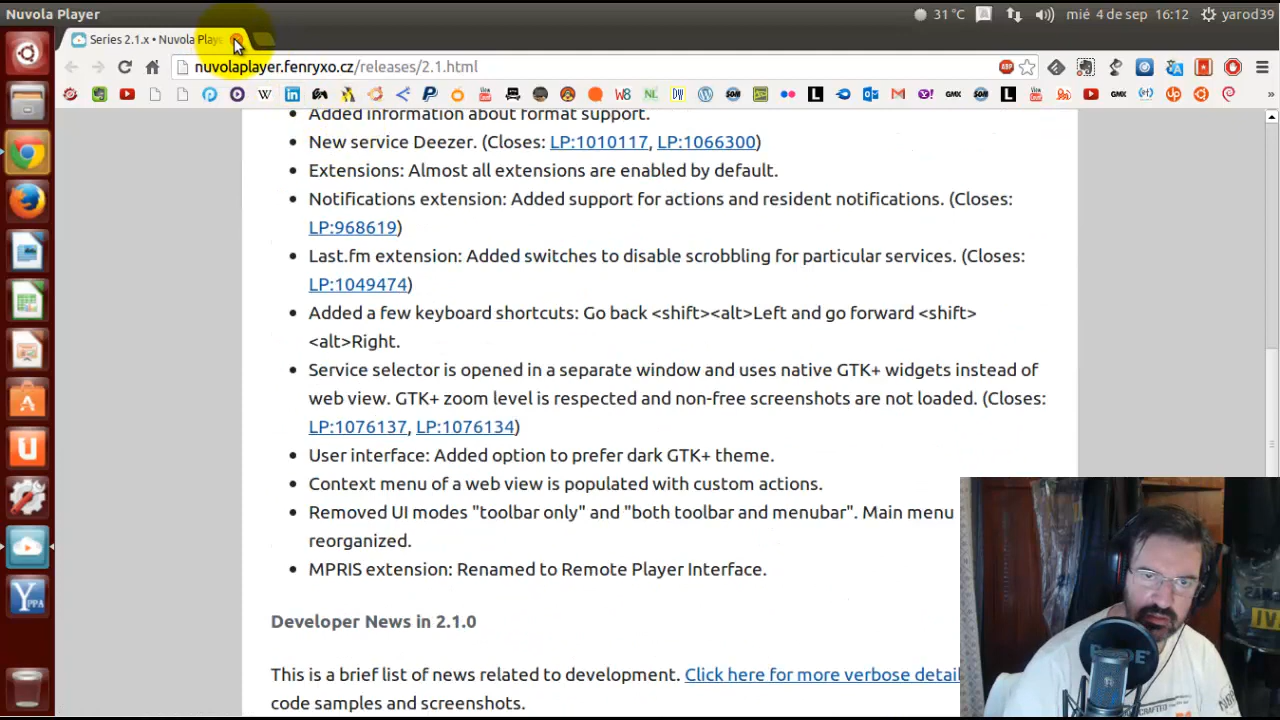 Nuvola Player
31 °C
mié 4 de sep 16:12
yarod39
Series 2.1.x • Nuvola Play
nuvolaplayer.fenryxo.cz/releases/2.1.html
Added information about format support.
New service Deezer. (Closes: LP:1010117, LP:1066300)
Extensions: Almost all extensions are enabled by default.
Notifications extension: Added support for actions and resident notifications. (Closes:
LP:968619)
Last.fm extension: Added switches to disable scrobbling for particular services. (Closes:
LP:1049474)
Added a few keyboard shortcuts: Go back <shift><alt>Left and go forward <shift>
<alt>Right.
Service selector is opened in a separate window and uses native GTK+ widgets instead of
web view. GTK+ zoom level is respected and non-free screenshots are not loaded. (Closes:
LP:1076137, LP:1076134)
User interface: Added option to prefer dark GTK+ theme.
Context menu of a web view is populated with custom actions.
Removed UI modes "toolbar only" and "both toolbar and menubar". Main menu
reorganized.
MPRIS extension: Renamed to Remote Player Interface.
Developer News in 2.1.0
This is a brief list of news related to development. Click here for more verbose detail
code samples and screenshots.